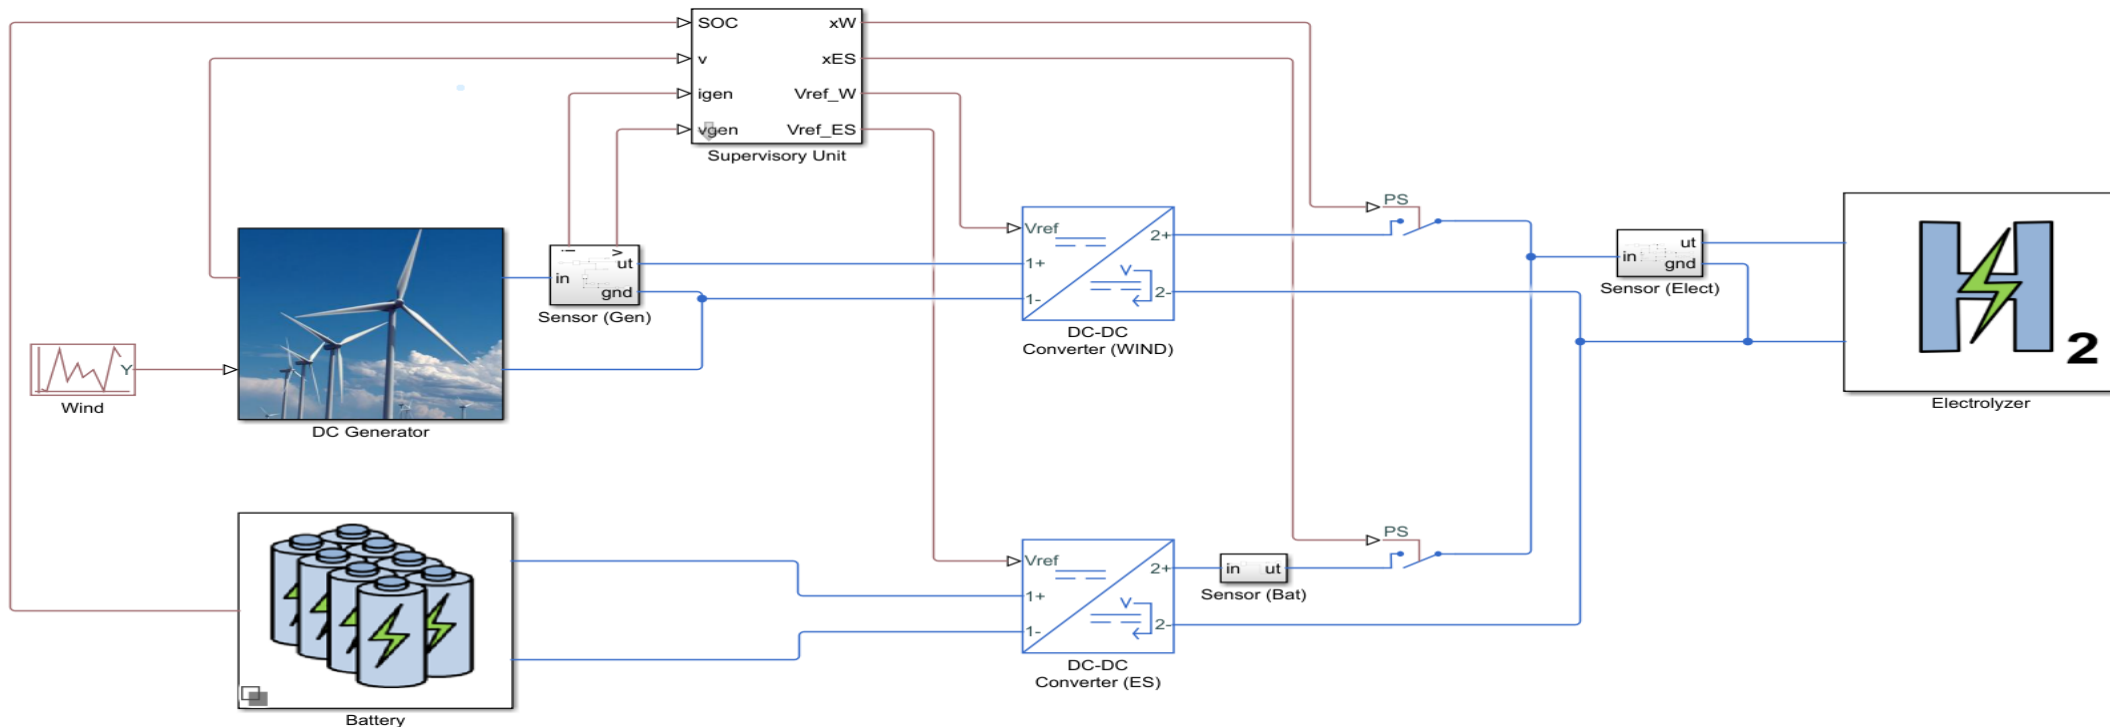 SOC
xW
v
xES
igen
Vref_W
vgen
Vref_ES
Supervisory Unit
PS
Vref
2+
1+
V
1-
2-
DC-DC
Converter (WIND)
in
V
ut
gnd
Sensor (Gen)
in
ut
gnd
Sensor (Elect)
2
Electrolyzer
Y
Wind
DC Generator
PS
Vref
2+
1+
V
1-
2-
DC-DC
Converter (ES)
in
ut
Sensor (Bat)
Battery